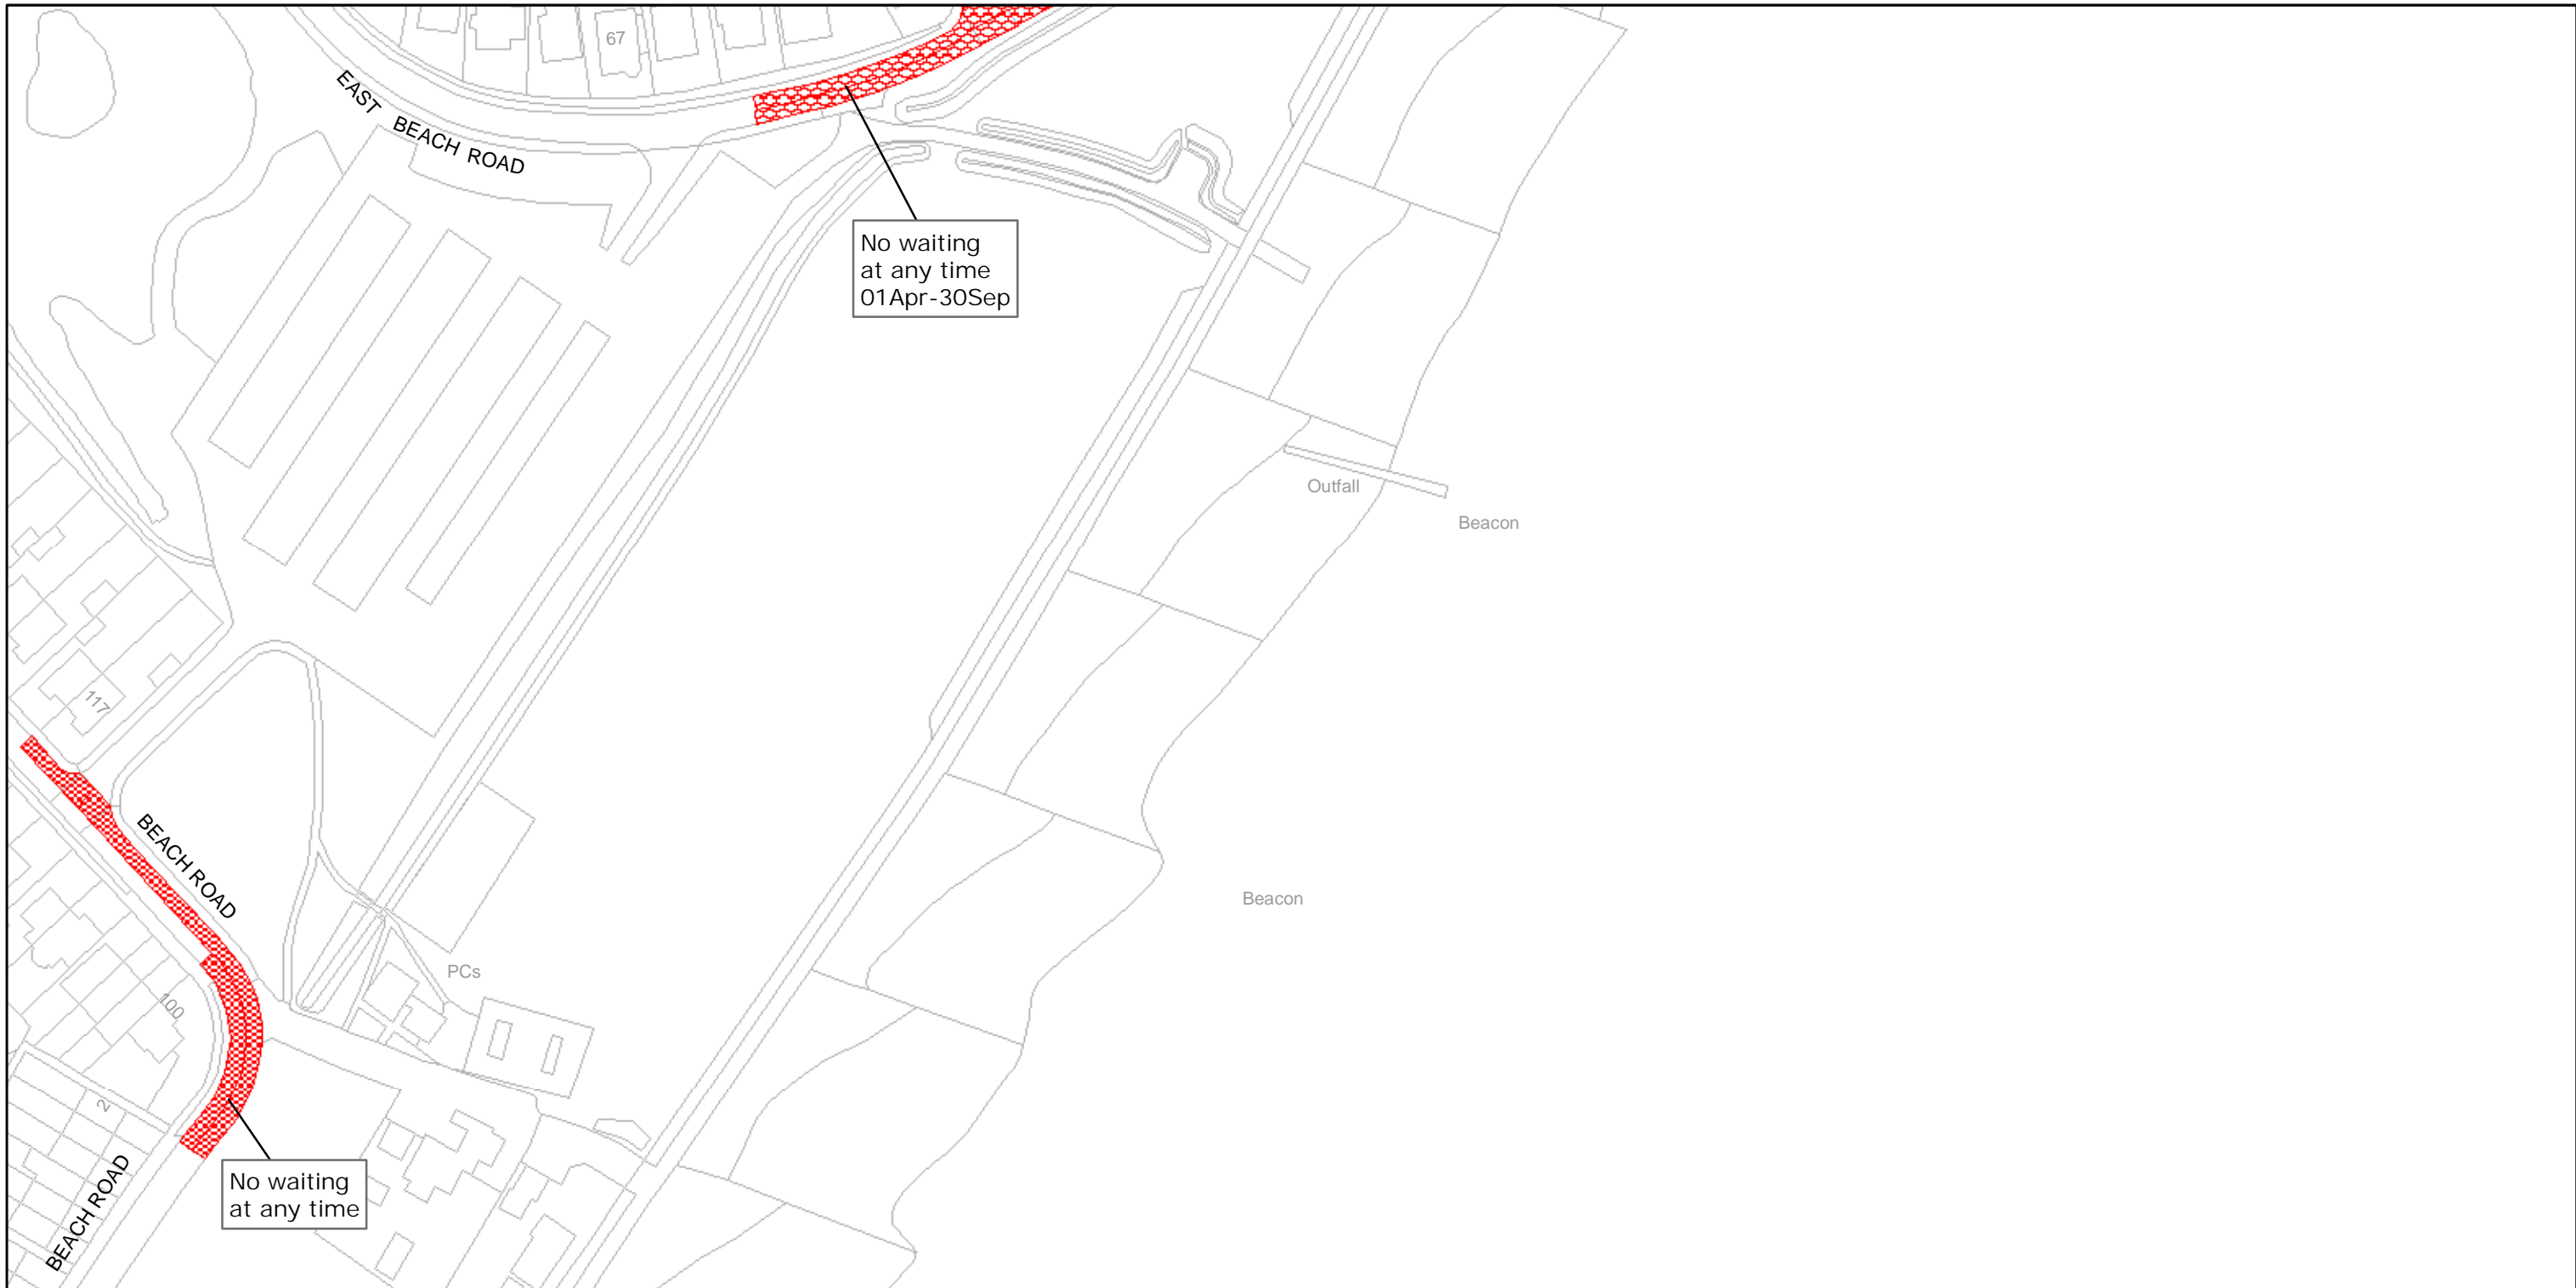 67
EAST BEACH ROAD
No waiting
at any time
01Apr-30Sep
Outfall
Beacon
117
BEACH ROAD
Beacon
PCs
100
2
BEACH ROAD
No waiting
at any time